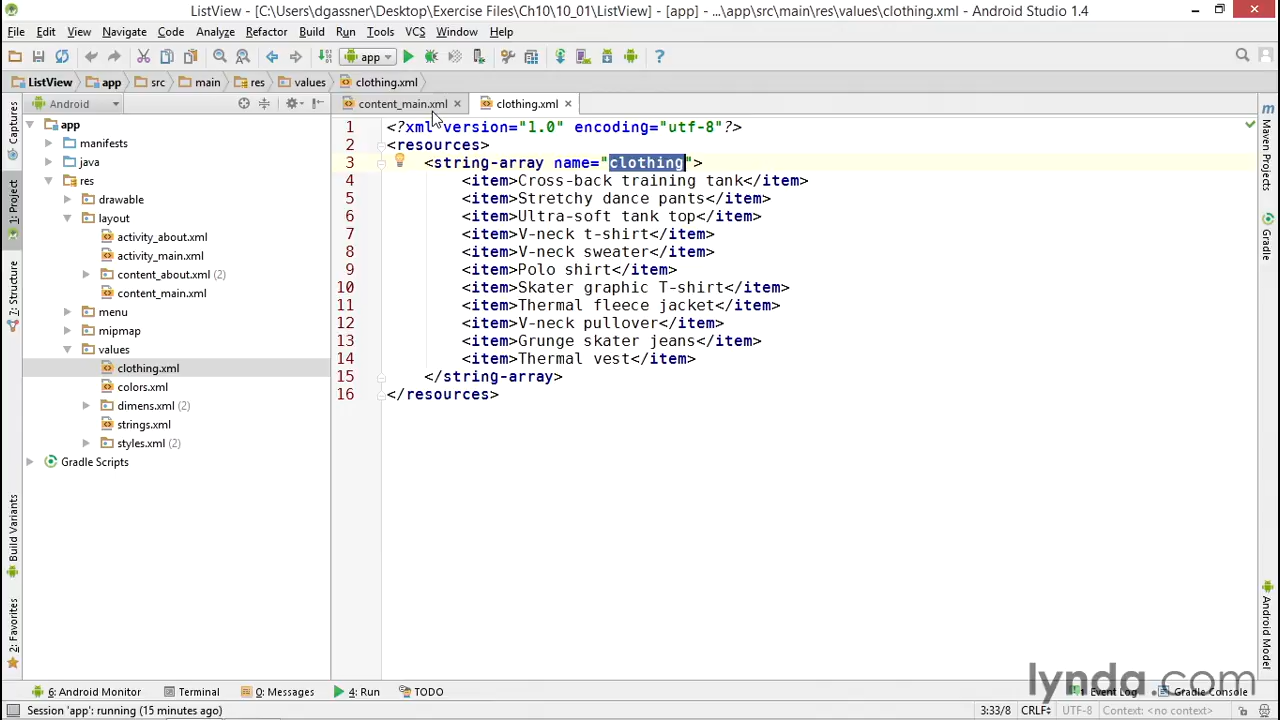 ListView - [C:\Users\dgassner\Desktop\Exercise Files\Ch10\10_01\ListView] - [app] - ...\app\src\main\res\values\clothing.xml - Android Studio 1.4
File Edit View Navigate Code Analyze Refactor Build Run Tools VCS Window Help
app
ListView app src main res values clothing.xml
Android content_main.xml clothing.xml
Captures
1: Project
7: Structure
Build Variants
2: Favorites
app
manifests
java
res
drawable
layout
activity_about.xml
activity_main.xml
content_about.xml (2)
content_main.xml
menu
mipmap
values
clothing.xml
colors.xml
dimens.xml (2)
strings.xml
styles.xml (2)
Gradle Scripts
1 <?xml version="1.0" encoding="utf-8"?>
2 <resources>
3 <string-array name="clothing">
4 <item>Cross-back training tank</item>
5 <item>Stretchy dance pants</item>
6 <item>Ultra-soft tank top</item>
7 <item>V-neck t-shirt</item>
8 <item>V-neck sweater</item>
9 <item>Polo shirt</item>
10 <item>Skater graphic T-shirt</item>
11 <item>Thermal fleece jacket</item>
12 <item>V-neck pullover</item>
13 <item>Grunge skater jeans</item>
14 <item>Thermal vest</item>
15 </string-array>
16 </resources>
Maven
Gradle
Android Model
lynda.com
6: Android Monitor Terminal 0: Messages 4: Run TODO 1 Event Log Gradle Console
Session 'app': running (15 minutes ago) 3:33/8 CRLF UTF-8 Context: <no context>